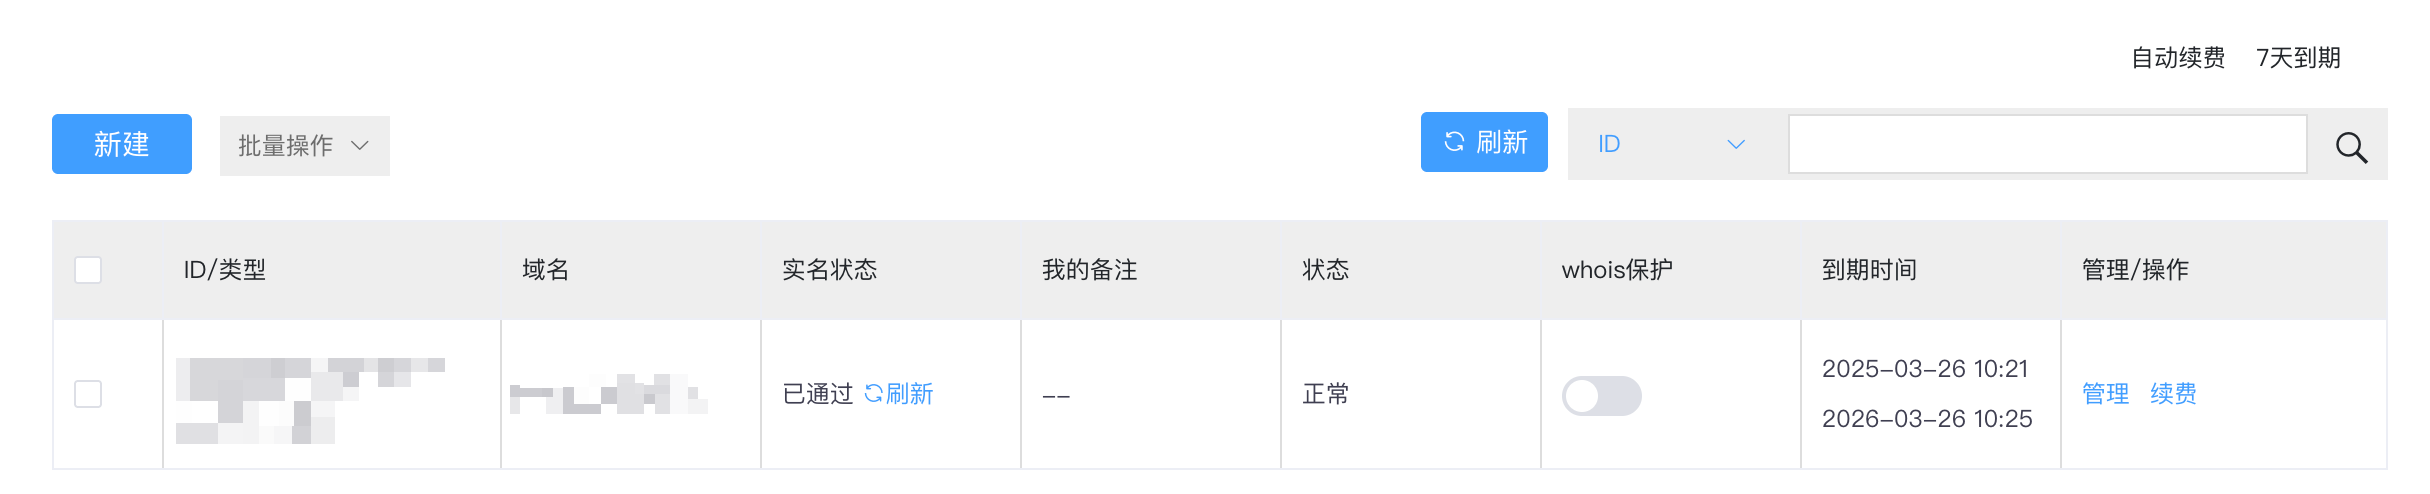 自动续费 7天到期
新建 批量操作 刷新 ID
ID/类型 域名 实名状态 我的备注 状态 whois保护 到期时间 管理/操作
已通过 刷新 -- 正常 2025-03-26 10:21 管理 续费
2026-03-26 10:25